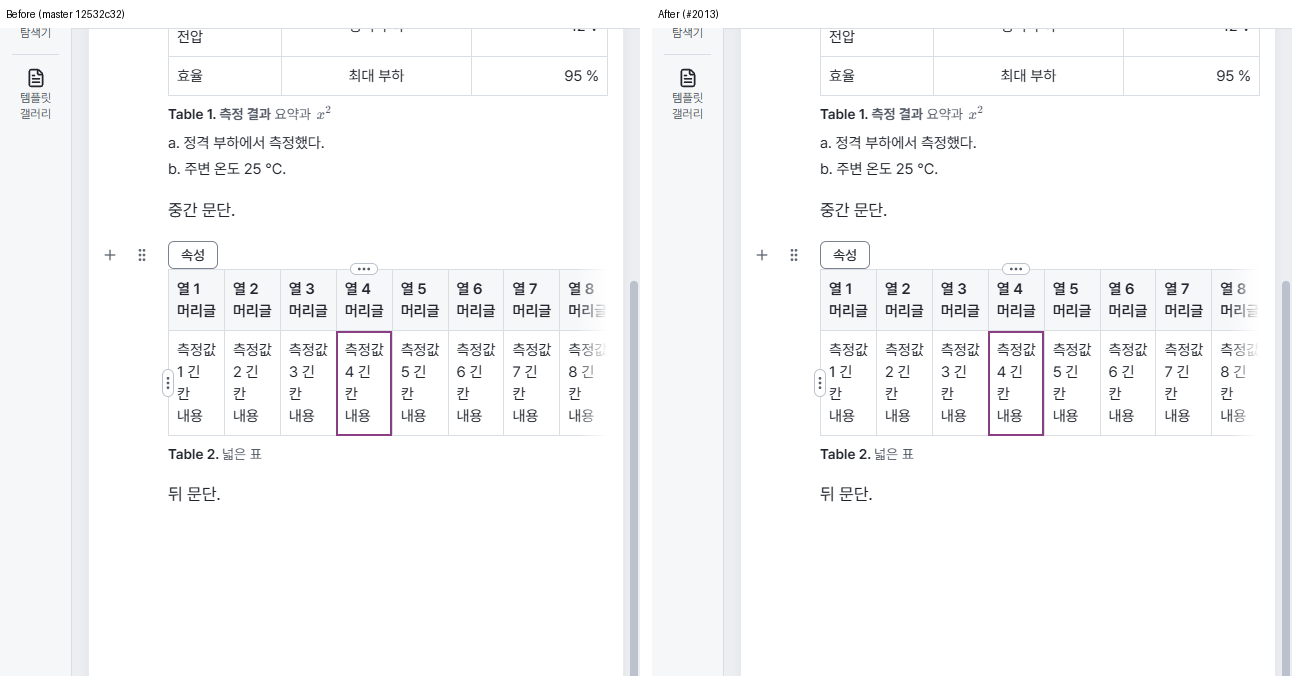 Before (master 12532c32)
탐색기
템플릿
갤러리
전압
효율 최대 부하 95 %
Table 1. 측정 결과 요약과 x²
a. 정격 부하에서 측정했다.
b. 주변 온도 25 °C.
중간 문단.
속성
열 1 머리글
열 2 머리글
열 3 머리글
열 4 머리글
열 5 머리글
열 6 머리글
열 7 머리글
열 8 머리글
측정값 1 긴 칸 내용
측정값 2 긴 칸 내용
측정값 3 긴 칸 내용
측정값 4 긴 칸 내용
측정값 5 긴 칸 내용
측정값 6 긴 칸 내용
측정값 7 긴 칸 내용
측정값 8 긴 칸 내용
Table 2. 넓은 표
뒤 문단.
After (#2013)
탐색기
템플릿
갤러리
전압
효율 최대 부하 95 %
Table 1. 측정 결과 요약과 x²
a. 정격 부하에서 측정했다.
b. 주변 온도 25 °C.
중간 문단.
속성
열 1 머리글
열 2 머리글
열 3 머리글
열 4 머리글
열 5 머리글
열 6 머리글
열 7 머리글
열 8 머리글
측정값 1 긴 칸 내용
측정값 2 긴 칸 내용
측정값 3 긴 칸 내용
측정값 4 긴 칸 내용
측정값 5 긴 칸 내용
측정값 6 긴 칸 내용
측정값 7 긴 칸 내용
측정값 8 긴 칸 내용
Table 2. 넓은 표
뒤 문단.